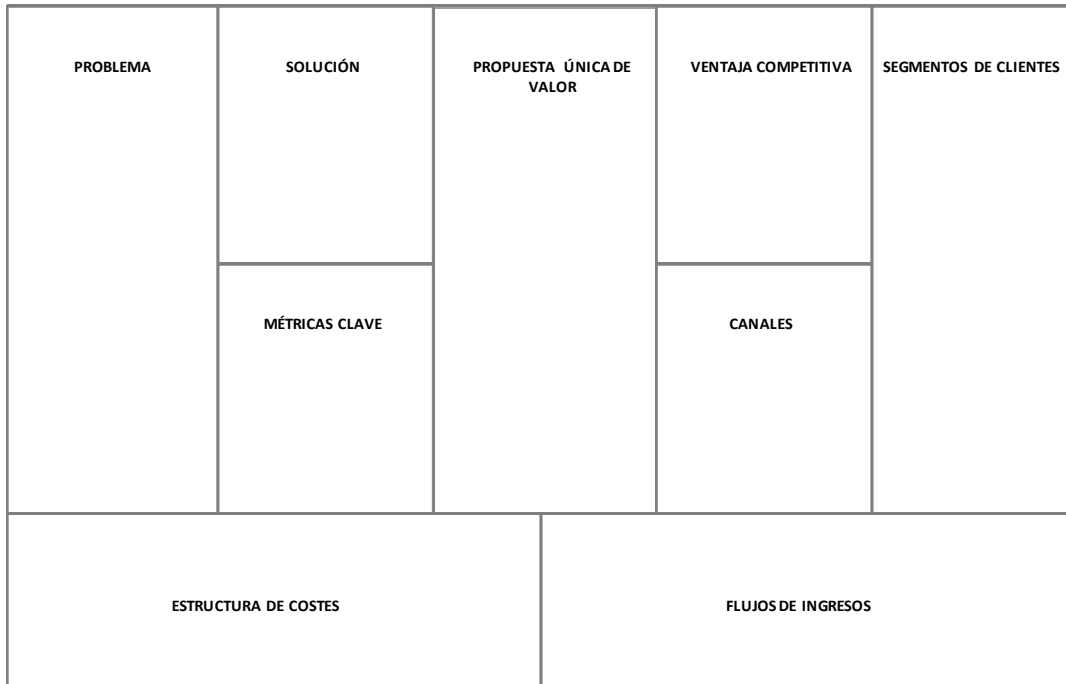 PROBLEMA
SOLUCIÓN
PROPUESTA ÚNICA DE
VALOR
VENTAJA COMPETITIVA
SEGMENTOS DE CLIENTES
MÉTRICAS CLAVE
CANALES
ESTRUCTURA DE COSTES
FLUJOS DE INGRESOS